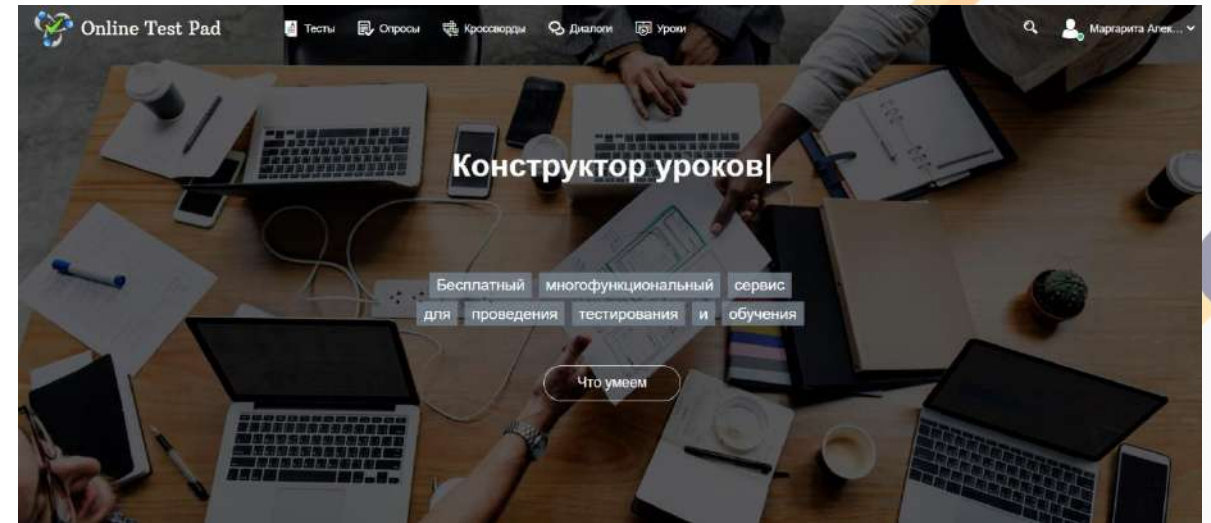 Online Test Pad Тесты Опросы Кроссворды Диалоги Уроки Маргарита Алек...
Конструктор уроков|
Бесплатный многофункциональный сервис
для проведения тестирования и обучения
Что умеем